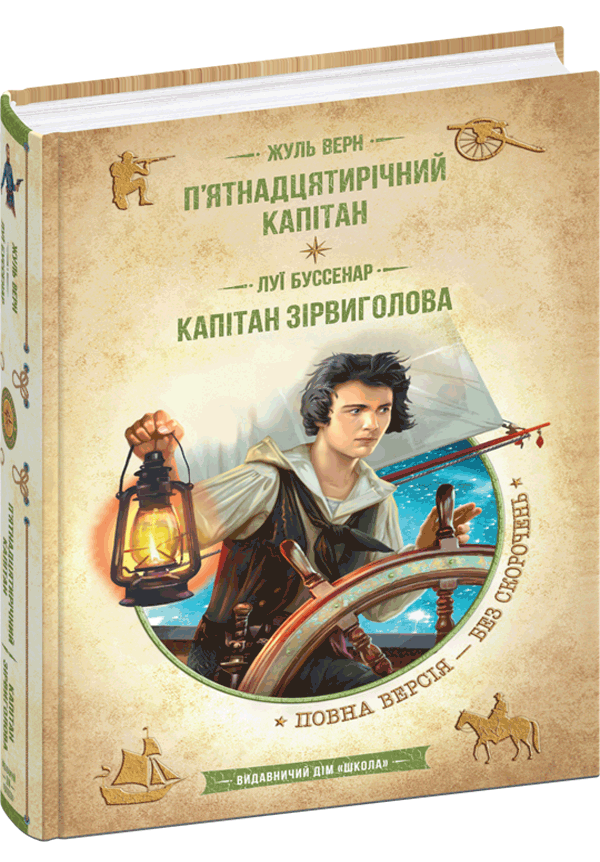 ЖУЛЬ ВЕРН
П'ЯТНАДЦЯТИРІЧНИЙ
КАПІТАН
ЛУЇ БУССЕНАР
КАПІТАН ЗІРВИГОЛОВА
ПОВНА ВЕРСІЯ — БЕЗ СКОРОЧЕНЬ
ВИДАВНИЧИЙ ДІМ «ШКОЛА»
ЖУЛЬ ВЕРН
ЛУЇ БУССЕНАР
П'ЯТНАДЦЯТИРІЧНИЙ
КАПІТАН
КАПІТАН
ЗІРВИГОЛОВА